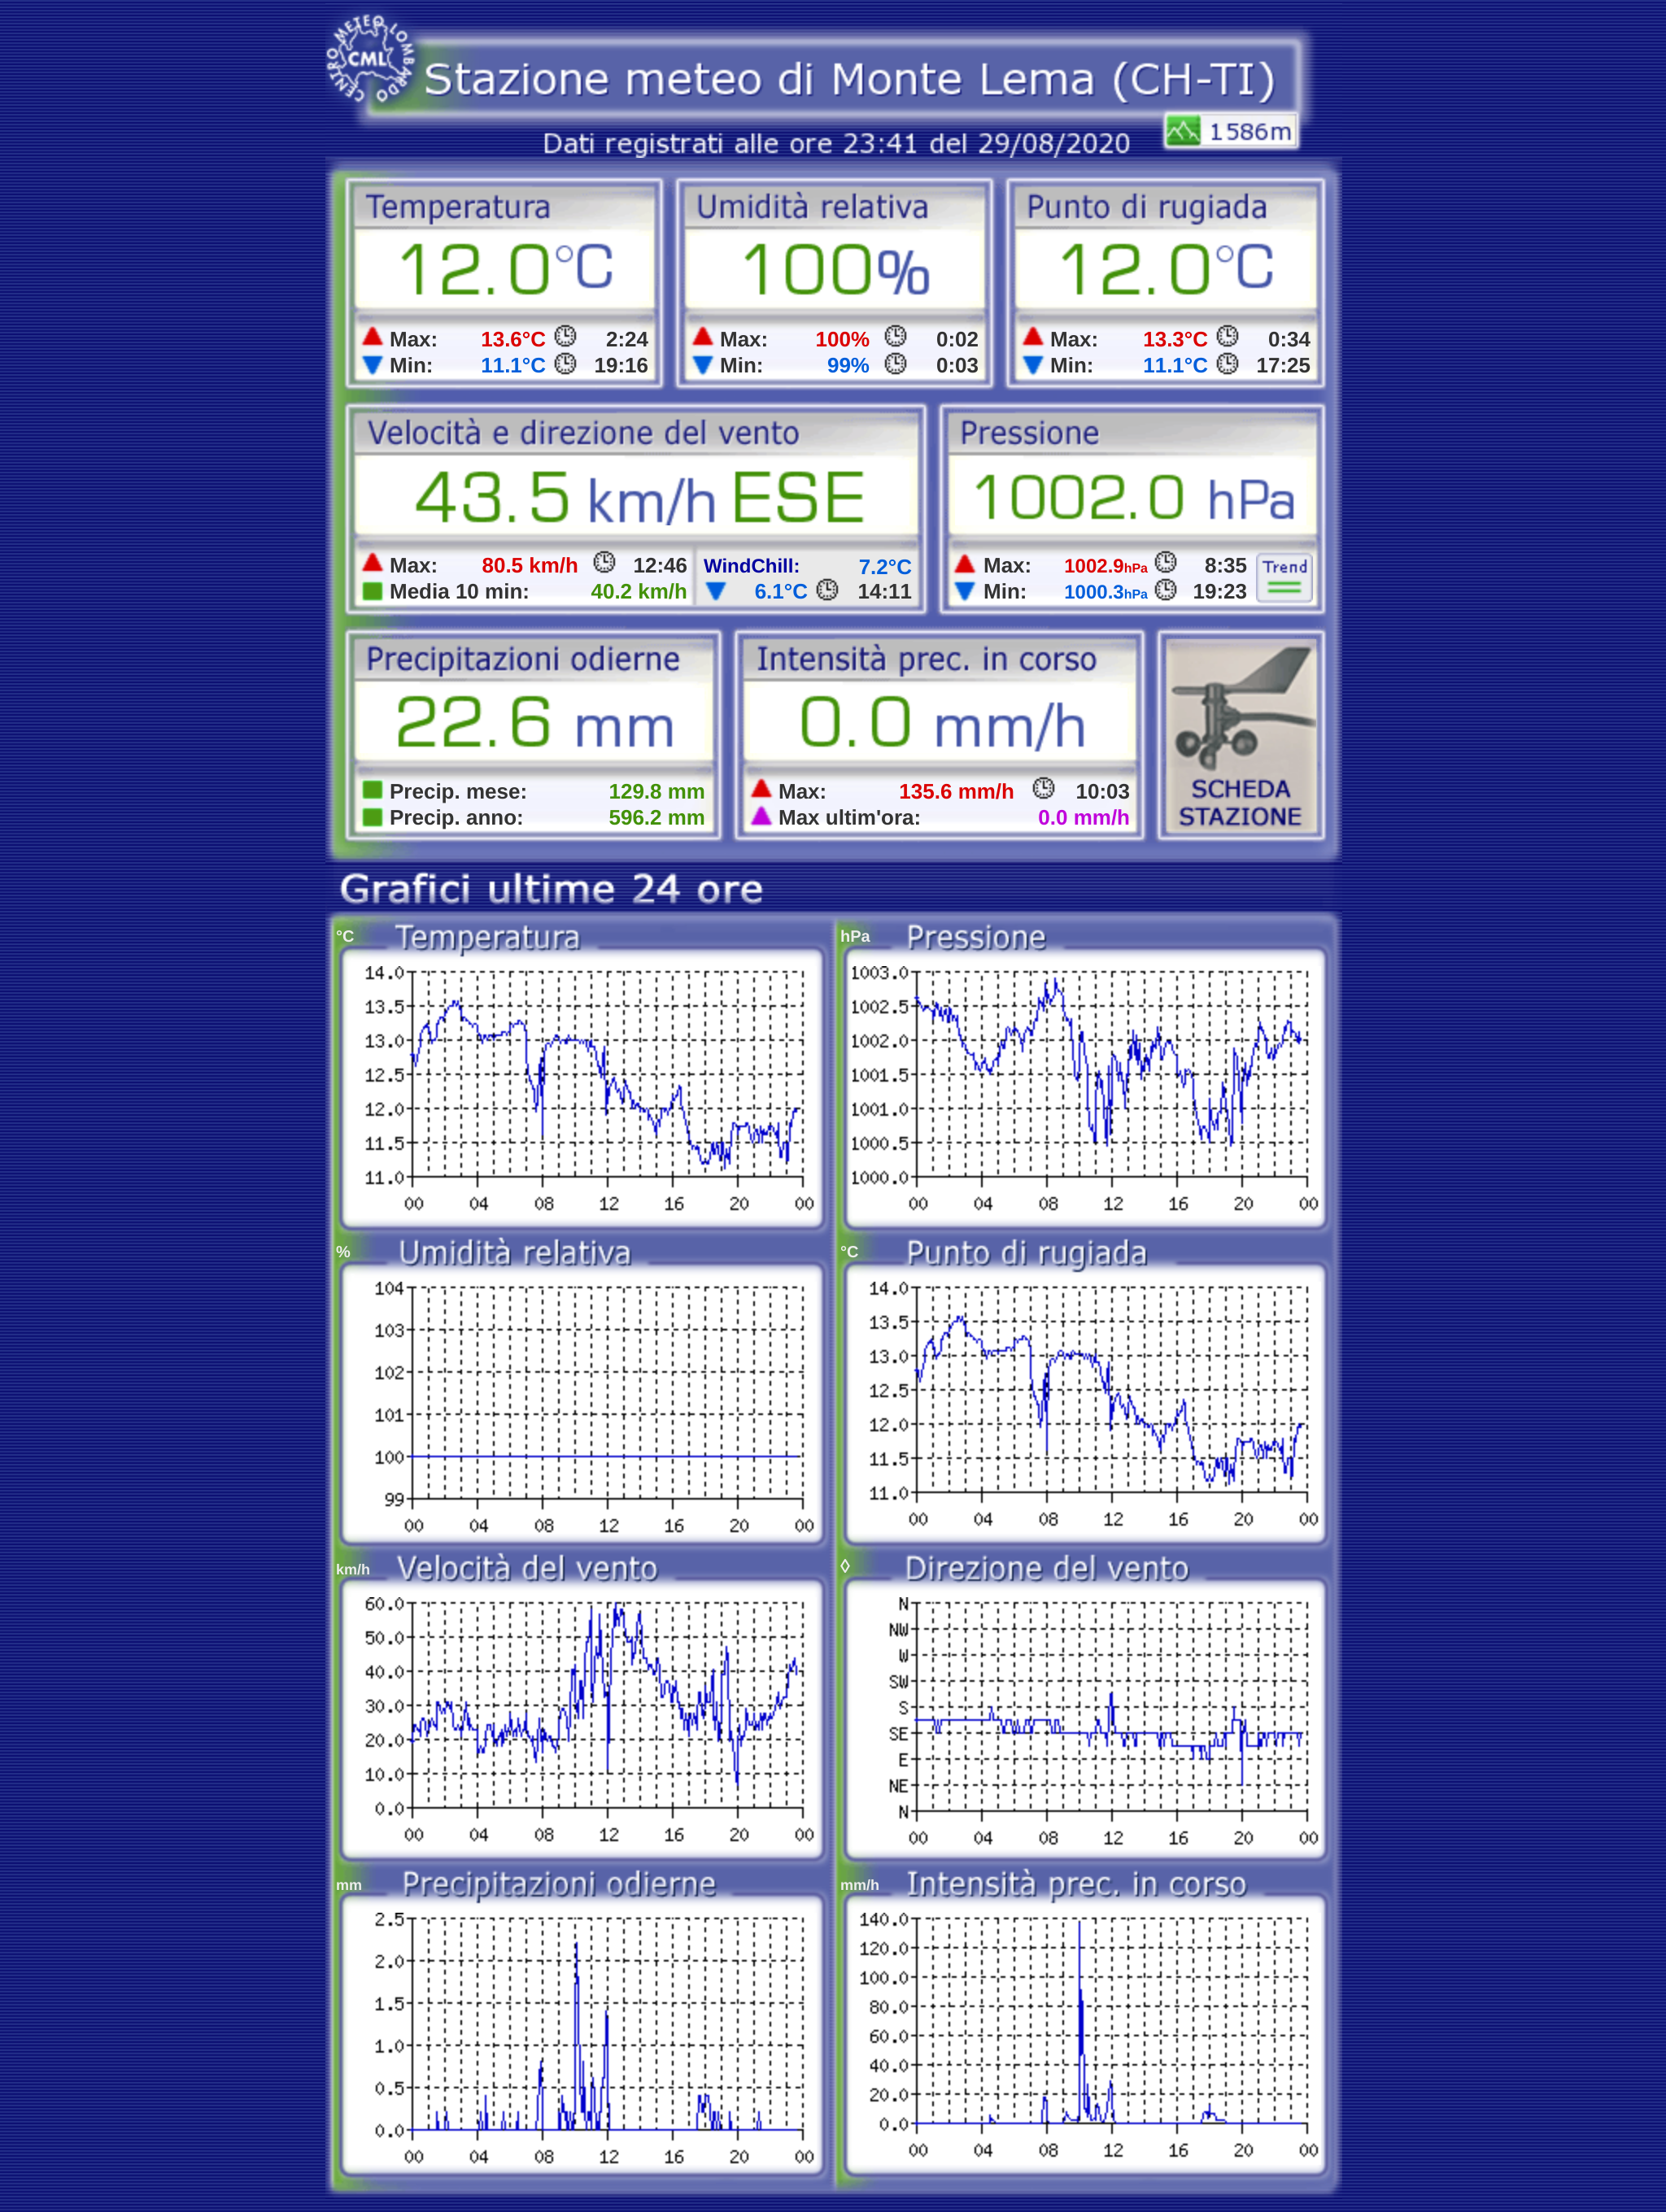 CENTRO METEO LOMBARDO
CML
Stazione meteo di Monte Lema (CH-TI)
Dati registrati alle ore 23:41 del 29/08/2020
1586m
Temperatura Umidità relativa Punto di rugiada
12.0°C 100% 12.0°C
Max: 13.6°C 2:24 Max: 100% 0:02 Max: 13.3°C 0:34
Min: 11.1°C 19:16 Min: 99% 0:03 Min: 11.1°C 17:25
Velocità e direzione del vento Pressione
43.5 km/h ESE 1002.0 hPa
Max: 80.5 km/h 12:46 WindChill: 7.2°C Max: 1002.9hPa 8:35 Trend
Media 10 min: 40.2 km/h 6.1°C 14:11 Min: 1000.3hPa 19:23
Precipitazioni odierne Intensità prec. in corso
22.6 mm 0.0 mm/h
Precip. mese: 129.8 mm Max: 135.6 mm/h 10:03 SCHEDA
Precip. anno: 596.2 mm Max ultim'ora: 0.0 mm/h STAZIONE
Grafici ultime 24 ore
°C Temperatura hPa Pressione
14.0 1003.0
13.5 1002.5
13.0 1002.0
12.5 1001.5
12.0 1001.0
11.5 1000.5
11.0 1000.0
00 04 08 12 16 20 00 00 04 08 12 16 20 00
% Umidità relativa °C Punto di rugiada
104 14.0
103 13.5
102 13.0
101 12.5
100 12.0
99 11.5
11.0
00 04 08 12 16 20 00 00 04 08 12 16 20 00
km/h Velocità del vento ◊ Direzione del vento
60.0 N
50.0 NW
40.0 W
30.0 SW
20.0 S
10.0 SE
0.0 E
NE
N
00 04 08 12 16 20 00 00 04 08 12 16 20 00
mm Precipitazioni odierne mm/h Intensità prec. in corso
2.5 140.0
2.0 120.0
1.5 100.0
1.0 80.0
0.5 60.0
0.0 40.0
20.0
0.0
00 04 08 12 16 20 00 00 04 08 12 16 20 00